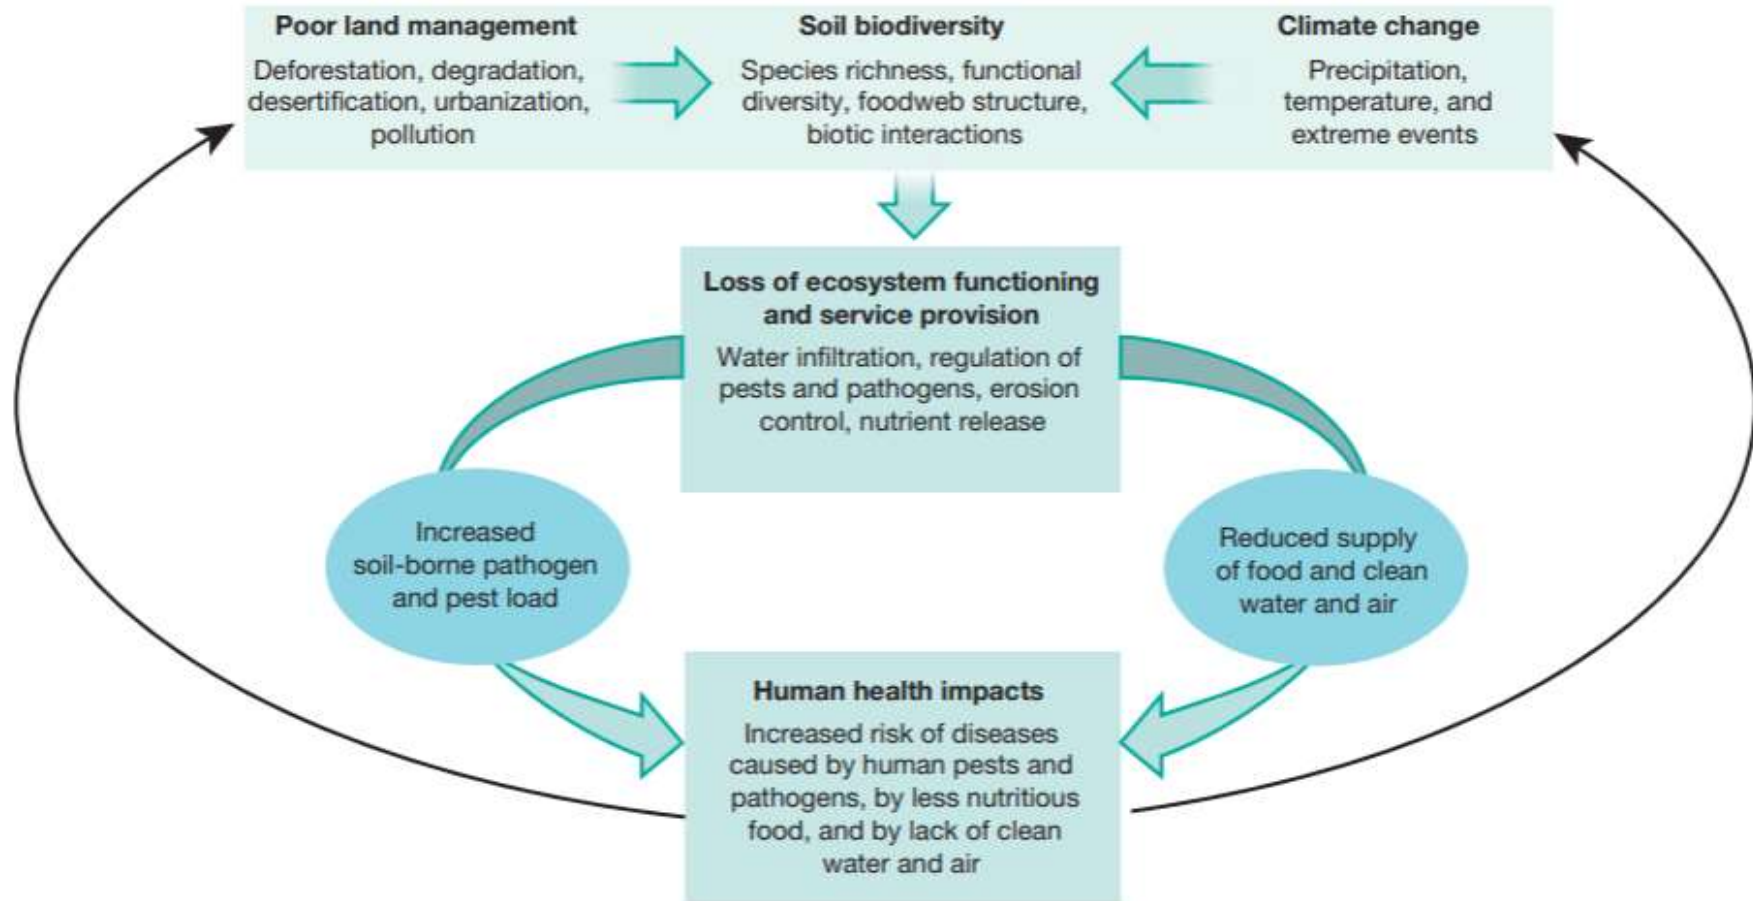 Poor land management
Deforestation, degradation,
desertification, urbanization,
pollution
Soil biodiversity
Species richness, functional
diversity, foodweb structure,
biotic interactions
Climate change
Precipitation,
temperature, and
extreme events
Loss of ecosystem functioning
and service provision
Water infiltration, regulation of
pests and pathogens, erosion
control, nutrient release
Increased
soil-borne pathogen
and pest load
Reduced supply
of food and clean
water and air
Human health impacts
Increased risk of diseases
caused by human pests and
pathogens, by less nutritious
food, and by lack of clean
water and air